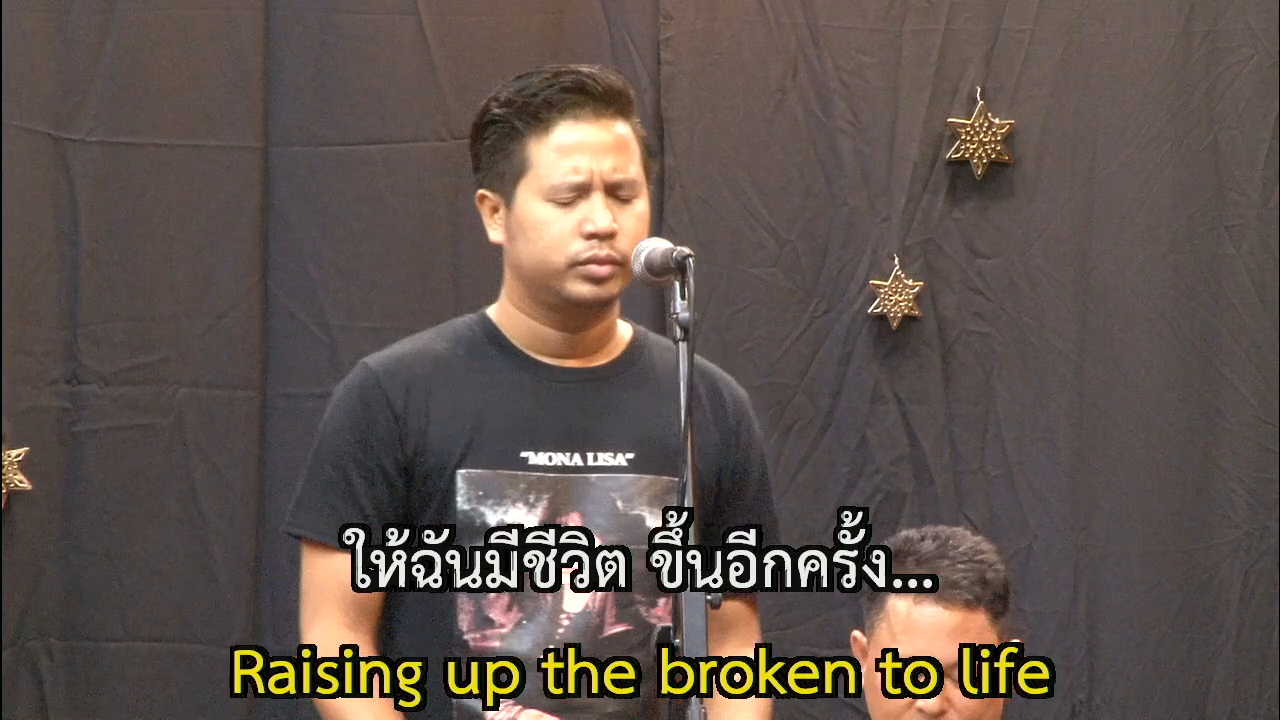 "MONA LISA"
ให้ฉันมีชีวิต ขึ้นอีกครั้ง...
Raising up the broken to life